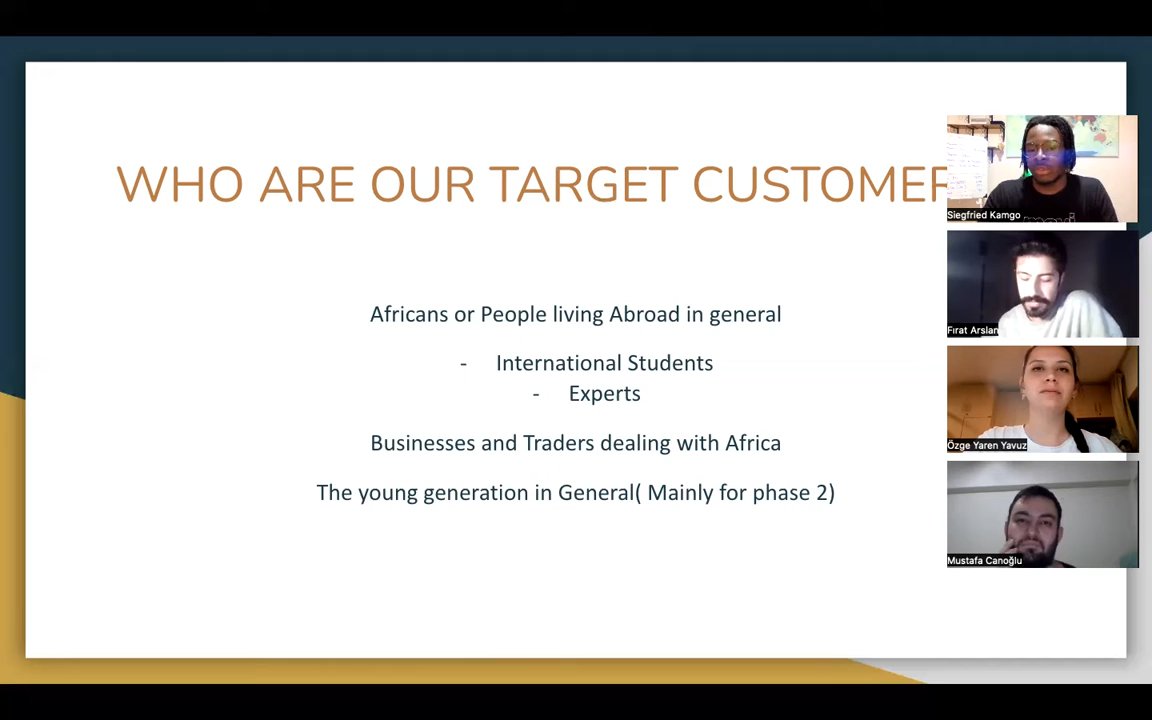 WHO ARE OUR TARGET CUSTOMER
Africans or People living Abroad in general
- International Students
- Experts
Businesses and Traders dealing with Africa
The young generation in General( Mainly for phase 2)
Siegfried Kamgo
Fırat Arslan
Özge Yaren Yavuz
Mustafa Canoğlu